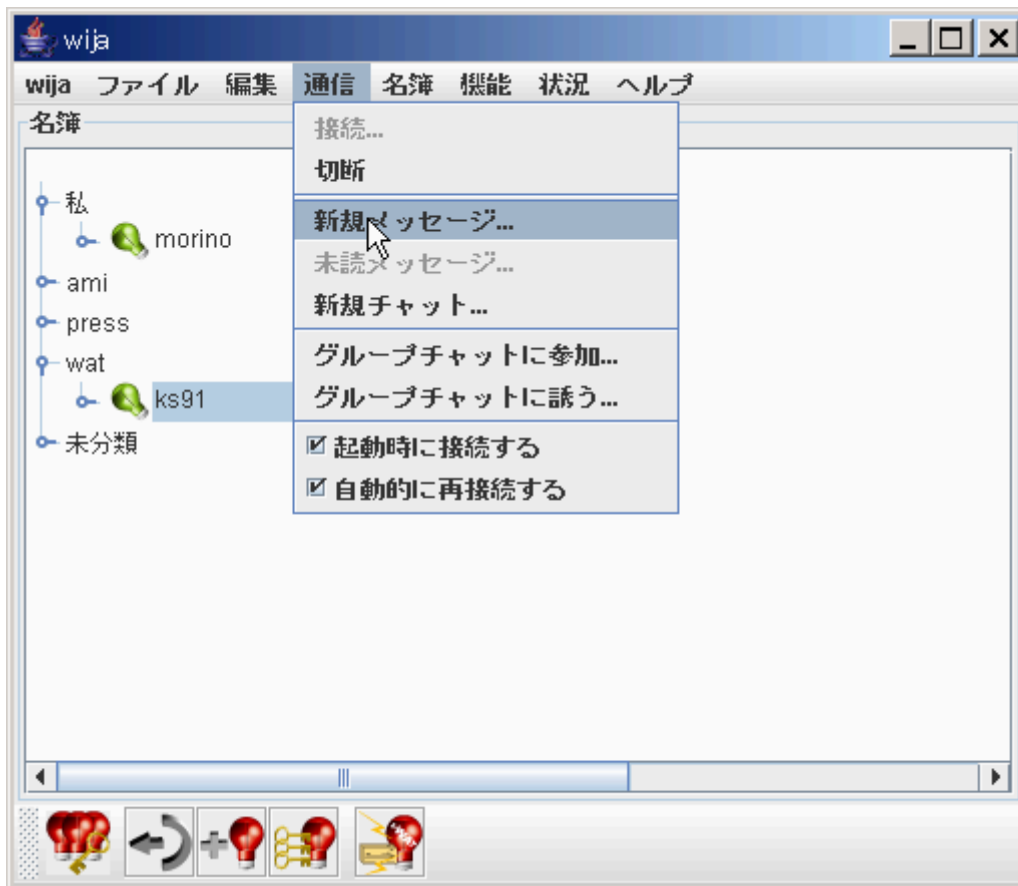 wija
wija ファイル 編集 通信 名簿 機能 状況 ヘルプ
名簿
接続...
切断
新規メッセージ...
未読メッセージ...
新規チャット...
グループチャットに参加...
グループチャットに誘う...
起動時に接続する
自動的に再接続する
私
morino
ami
press
wat
ks91
未分類